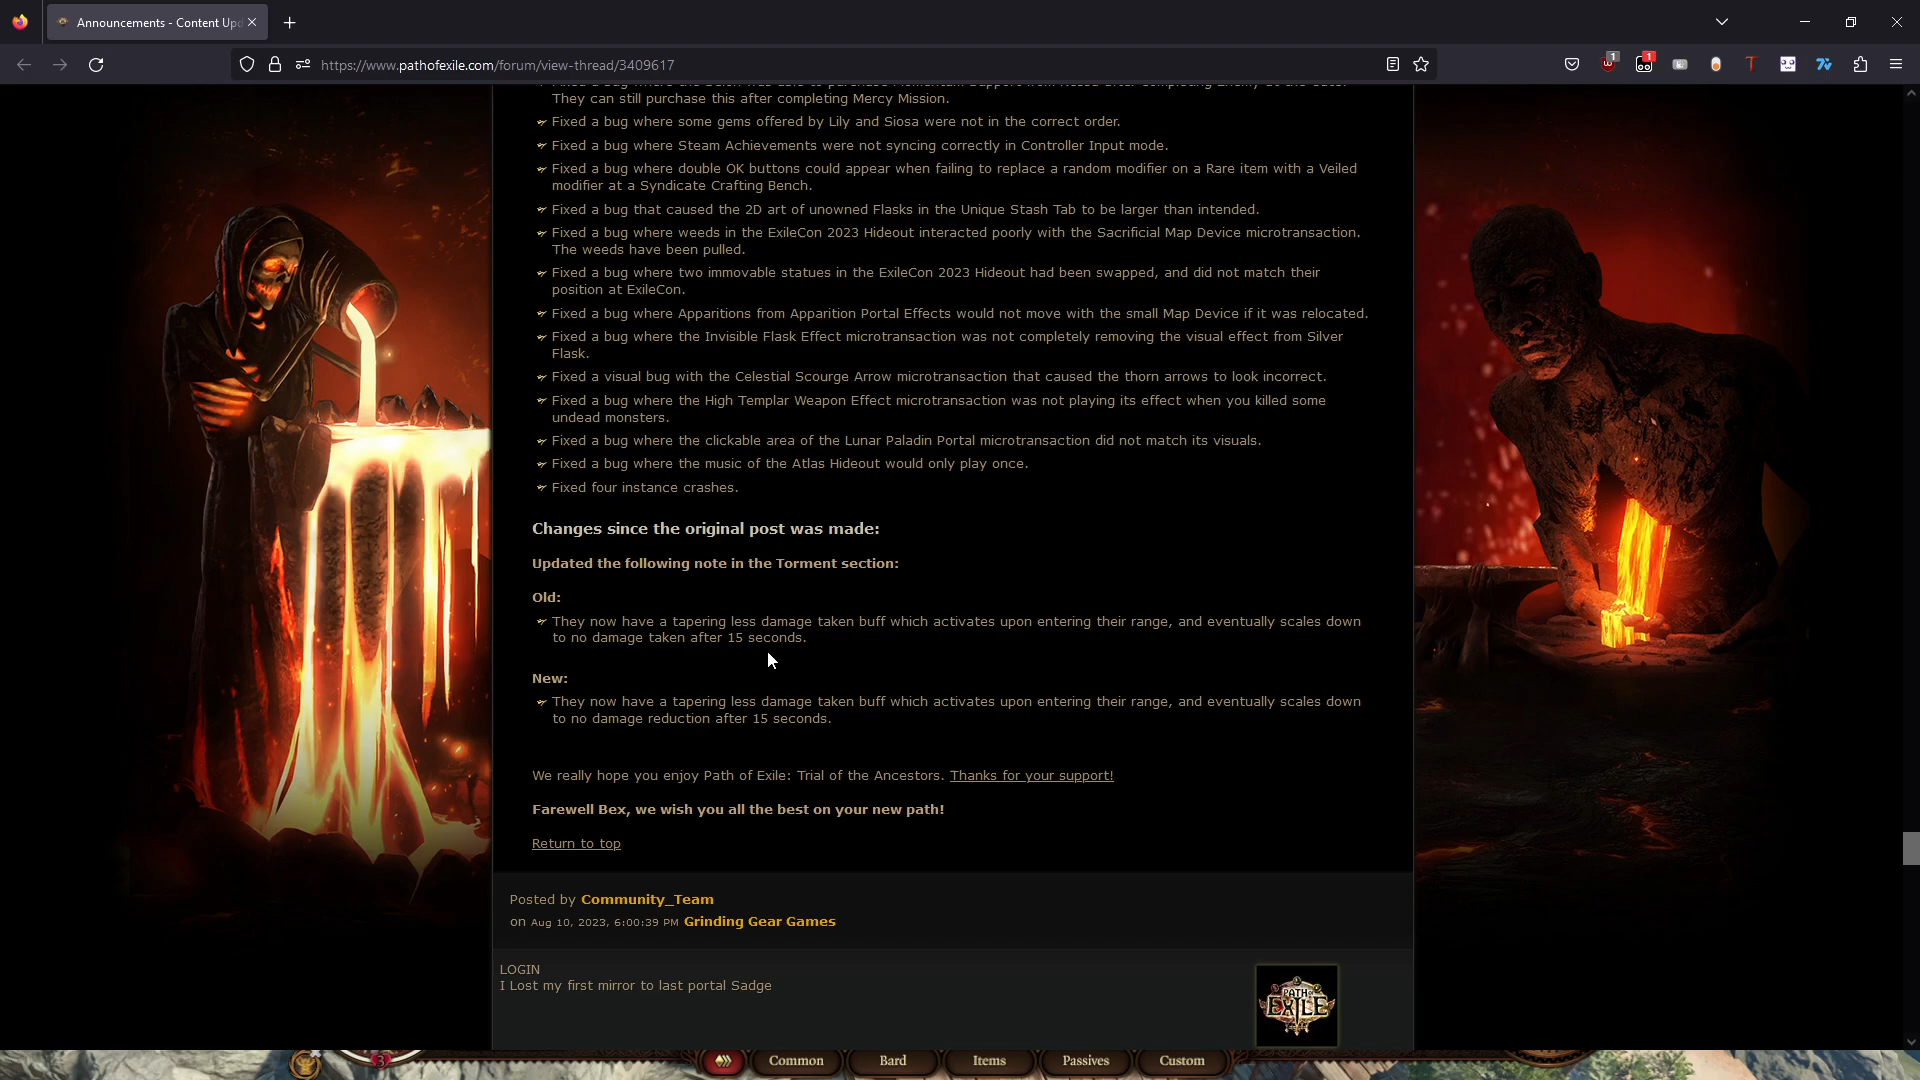 Announcements - Content Upd
https://www.pathofexile.com/forum/view-thread/3409617
1
1
They can still purchase this after completing Mercy Mission.
Fixed a bug where some gems offered by Lily and Siosa were not in the correct order.
Fixed a bug where Steam Achievements were not syncing correctly in Controller Input mode.
Fixed a bug where double OK buttons could appear when failing to replace a random modifier on a Rare item with a Veiled
modifier at a Syndicate Crafting Bench.
Fixed a bug that caused the 2D art of unowned Flasks in the Unique Stash Tab to be larger than intended.
Fixed a bug where weeds in the ExileCon 2023 Hideout interacted poorly with the Sacrificial Map Device microtransaction.
The weeds have been pulled.
Fixed a bug where two immovable statues in the ExileCon 2023 Hideout had been swapped, and did not match their
position at ExileCon.
Fixed a bug where Apparitions from Apparition Portal Effects would not move with the small Map Device if it was relocated.
Fixed a bug where the Invisible Flask Effect microtransaction was not completely removing the visual effect from Silver
Flask.
Fixed a visual bug with the Celestial Scourge Arrow microtransaction that caused the thorn arrows to look incorrect.
Fixed a bug where the High Templar Weapon Effect microtransaction was not playing its effect when you killed some
undead monsters.
Fixed a bug where the clickable area of the Lunar Paladin Portal microtransaction did not match its visuals.
Fixed a bug where the music of the Atlas Hideout would only play once.
Fixed four instance crashes.
Changes since the original post was made:
Updated the following note in the Torment section:
Old:
They now have a tapering less damage taken buff which activates upon entering their range, and eventually scales down
to no damage taken after 15 seconds.
New:
They now have a tapering less damage taken buff which activates upon entering their range, and eventually scales down
to no damage reduction after 15 seconds.
We really hope you enjoy Path of Exile: Trial of the Ancestors. Thanks for your support!
Farewell Bex, we wish you all the best on your new path!
Return to top
Posted by Community_Team
on Aug 10, 2023, 6:00:39 PM Grinding Gear Games
LOGIN
I Lost my first mirror to last portal Sadge
PATH OF
EXILE
3
Common
Bard
Items
Passives
Custom